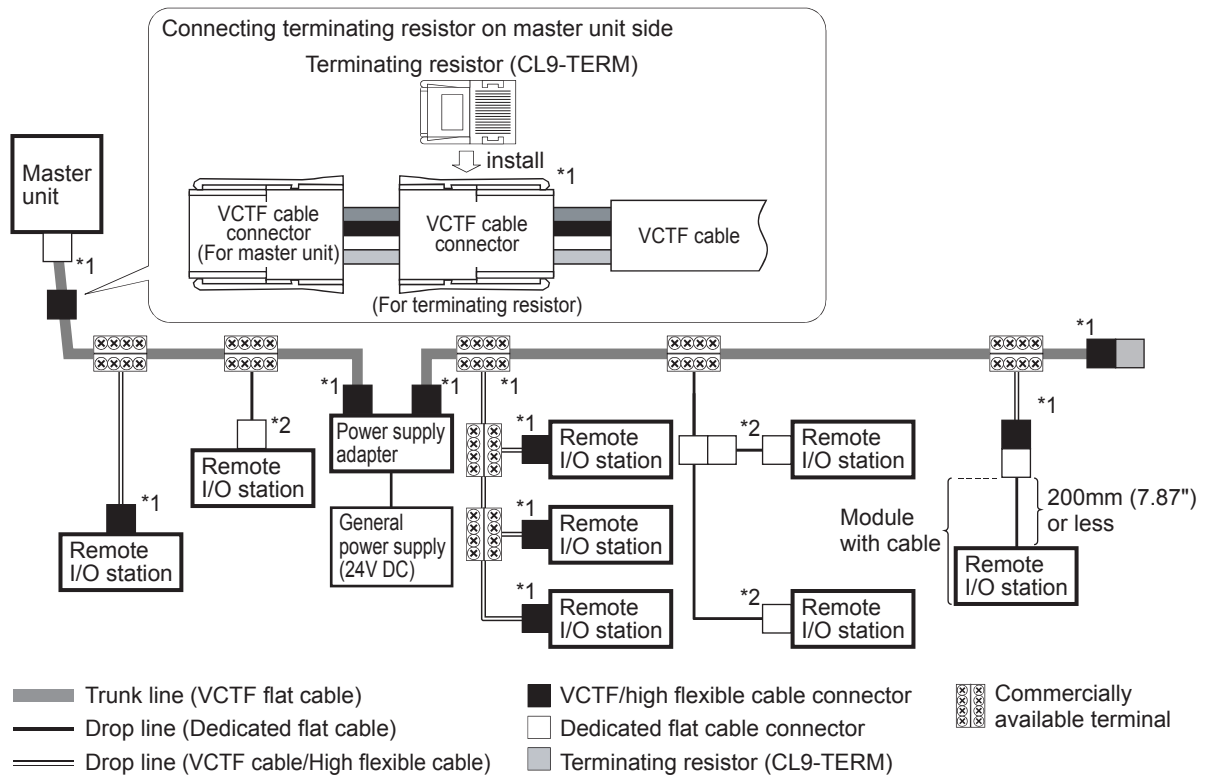 Connecting terminating resistor on master unit side
Terminating resistor (CL9-TERM)
install
*1
VCTF cable
connector
(For master unit)
VCTF cable
connector
VCTF cable
(For terminating resistor)
Master
unit
*1
*1
*1
*1
*1
*1
*2
Power supply
adapter
*1
Remote
I/O station
*2
Remote
I/O station
*1
Remote
I/O station
*1
Remote
I/O station
General
power supply
(24V DC)
*1
Remote
I/O station
Module
with cable
200mm (7.87")
or less
Remote
I/O station
*1
Remote
I/O station
*2
Remote
I/O station
Trunk line (VCTF flat cable)
Drop line (Dedicated flat cable)
Drop line (VCTF cable/High flexible cable)
VCTF/high flexible cable connector
Dedicated flat cable connector
Terminating resistor (CL9-TERM)
Commercially
available terminal